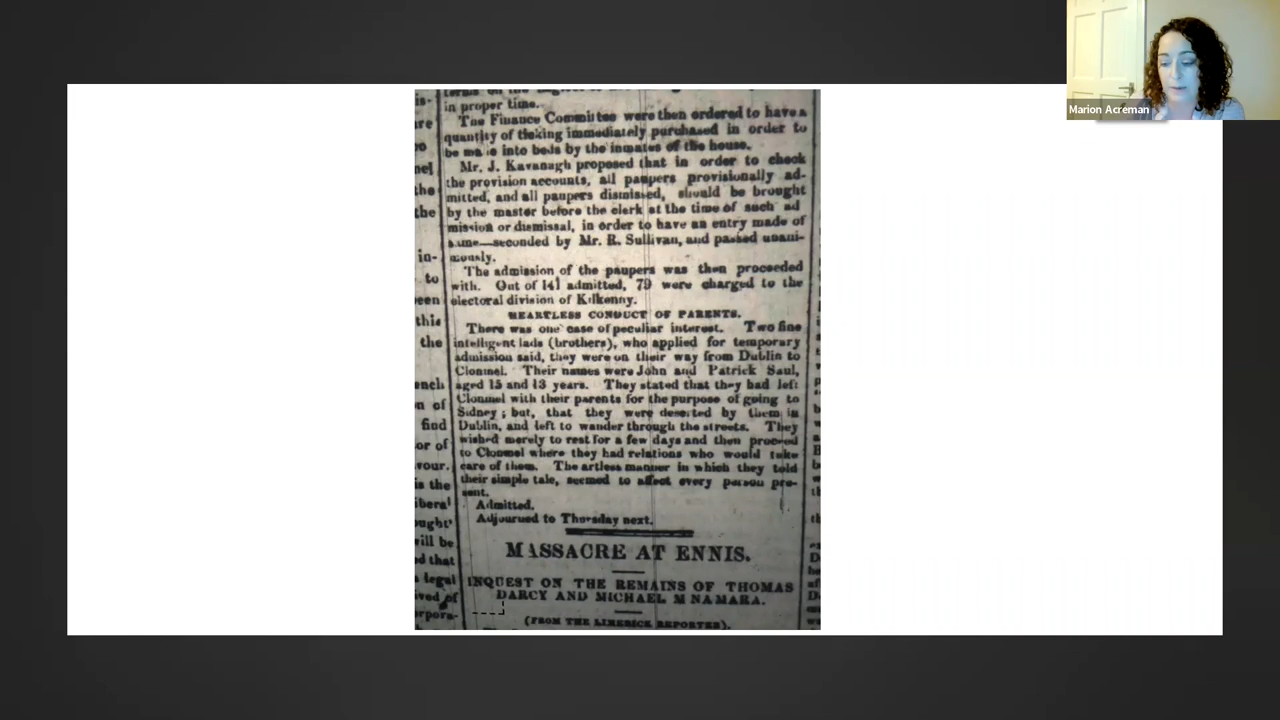 in proper time.
The Finance Committee were then ordered to have a
quantity of ticking immediately purchased in order to
be made into beds by the inmates of the house.
Mr. J. Kavanagh proposed that in order to check
the provision accounts, all paupers provisionally ad-
mitted, and all paupers dismissed, should be brought
by the master before the clerk at the time of such ad
mission or dismissal, in order to have an entry made of
same—seconded by Mr. R. Sullivan, and passed unani-
mously.
The admission of the paupers was then proceeded
with. Out of 141 admitted, 79 were charged to the
electoral division of Kilkenny.
HEARTLESS CONDUCT OF PARENTS.
There was one case of peculiar interest. Two fine
intelligent lads (brothers), who applied for temporary
admission said, they were on their way from Dublin to
Clonmel. Their names were John and Patrick Saul,
aged 15 and 13 years. They stated that they had left
Clonmel with their parents for the purpose of going to
Sidney; but, that they were deserted by them in
Dublin, and left to wander through the streets. They
wished merely to rest for a few days and then proceed
to Clonmel where they had relations who would take
care of them. The artless manner in which they told
their simple tale, seemed to affect every person pre-
sent.
Admitted.
Adjourned to Thursday next.
MASSACRE AT ENNIS.
INQUEST ON THE REMAINS OF THOMAS
DARCY AND MICHAEL M'NAMARA.
(FROM THE LIMERICK REPORTER).
Marion Acreman